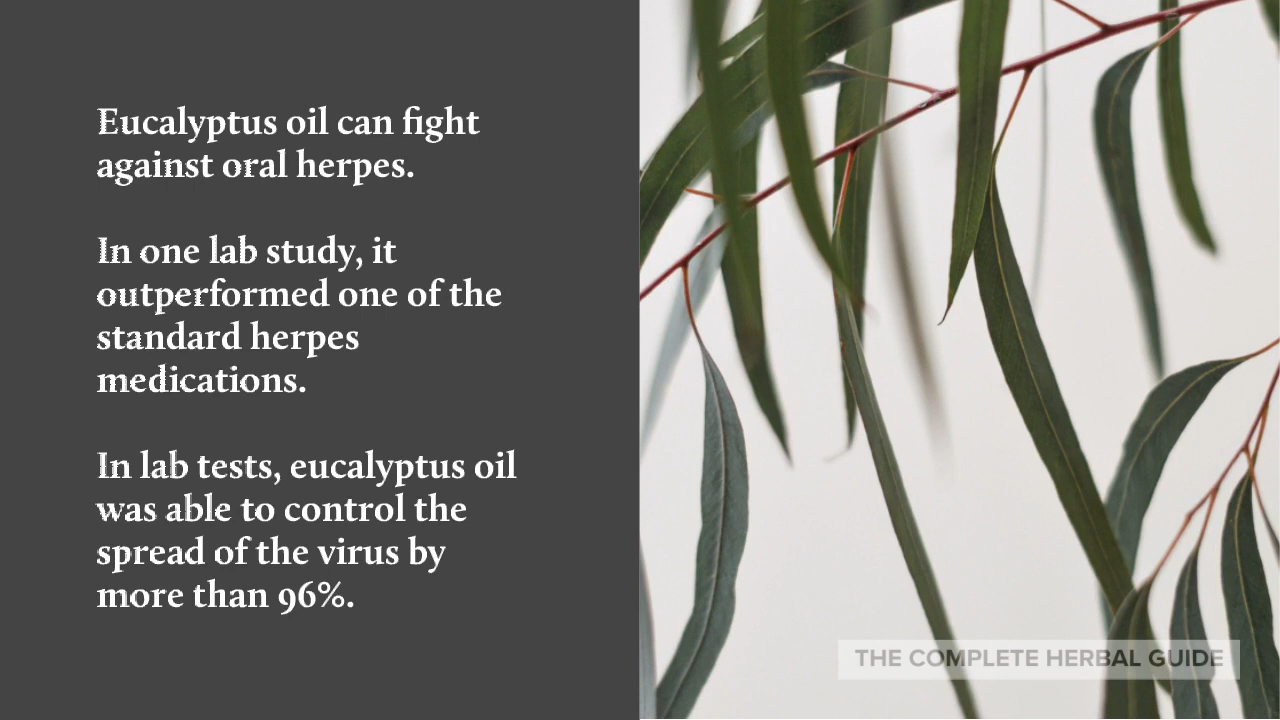 Eucalyptus oil can fight
against oral herpes.
In one lab study, it
outperformed one of the
standard herpes
medications.
In lab tests, eucalyptus oil
was able to control the
spread of the virus by
more than 96%.
THE COMPLETE HERBAL GUIDE